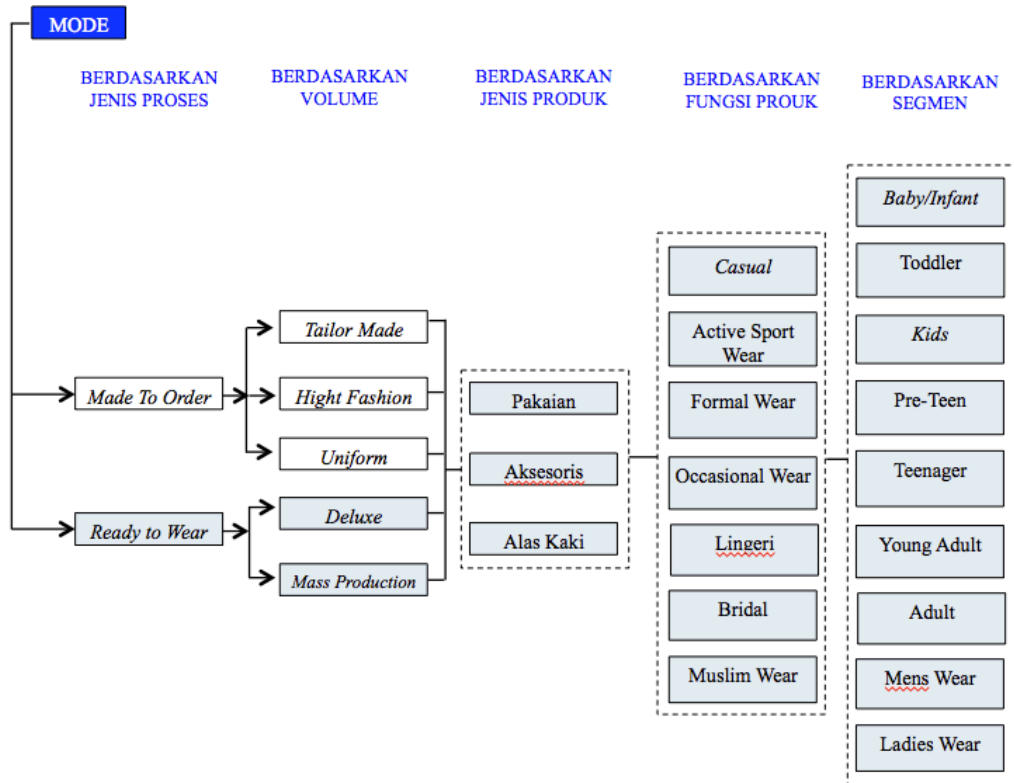 MODE
BERDASARKAN
JENIS PROSES
BERDASARKAN
VOLUME
BERDASARKAN
JENIS PRODUK
BERDASARKAN
FUNGSI PROUK
BERDASARKAN
SEGMEN
Made To Order
Ready to Wear
Tailor Made
Hight Fashion
Uniform
Deluxe
Mass Production
Pakaian
Aksesoris
Alas Kaki
Casual
Active Sport
Wear
Formal Wear
Occasional Wear
Lingeri
Bridal
Muslim Wear
Baby/Infant
Toddler
Kids
Pre-Teen
Teenager
Young Adult
Adult
Mens Wear
Ladies Wear